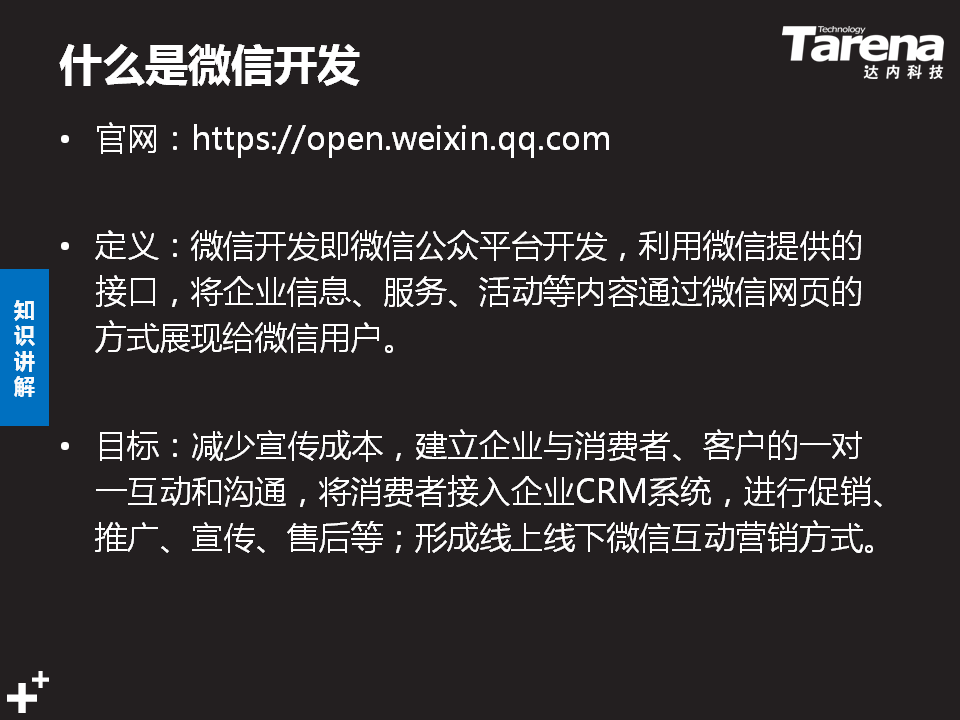 什么是微信开发
Technology
Tarena
达内科技
• 官网：https://open.weixin.qq.com
• 定义：微信开发即微信公众平台开发，利用微信提供的
接口，将企业信息、服务、活动等内容通过微信网页的
方式展现给微信用户。
知识讲解
• 目标：减少宣传成本，建立企业与消费者、客户的一对
一互动和沟通，将消费者接入企业CRM系统，进行促销、
推广、宣传、售后等；形成线上线下微信互动营销方式。